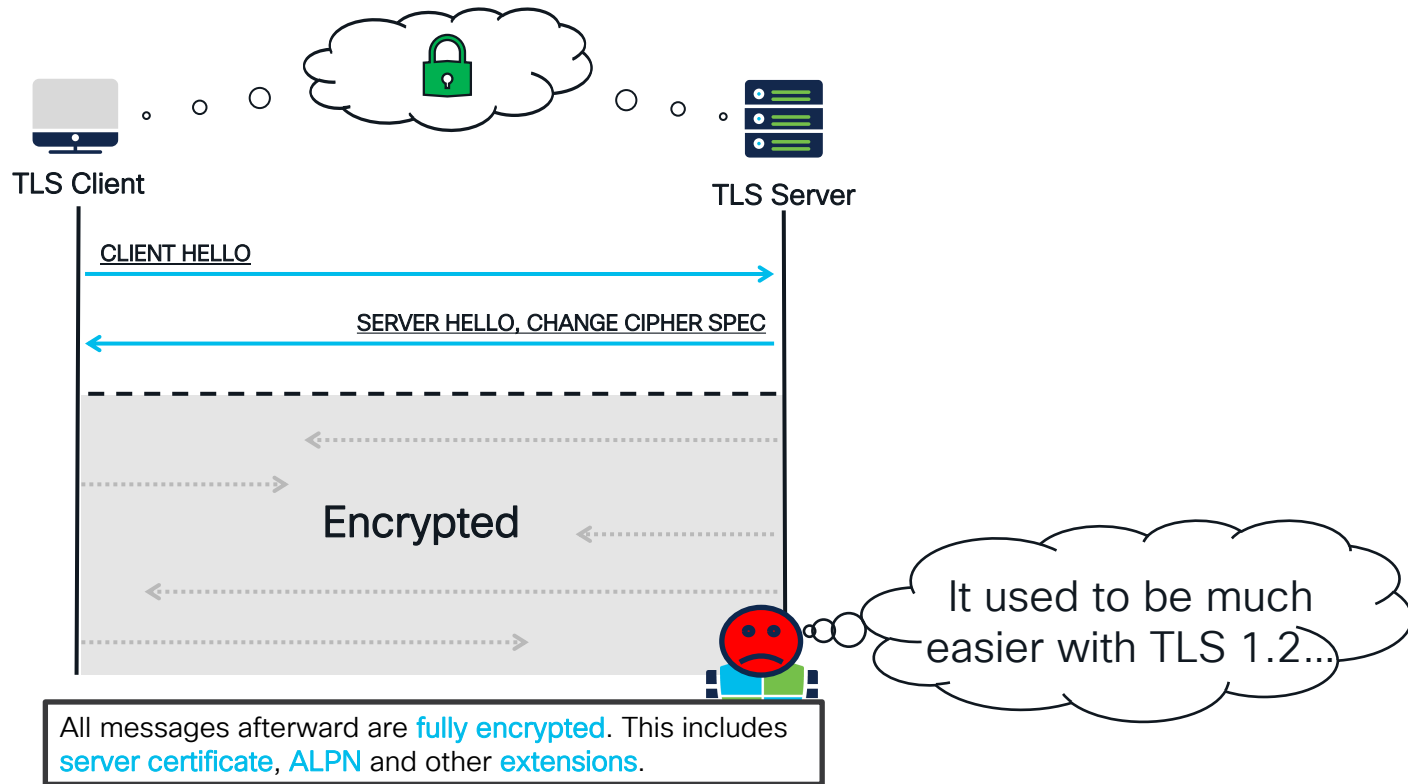 TLS Client
TLS Server
CLIENT HELLO
SERVER HELLO, CHANGE CIPHER SPEC
Encrypted
It used to be much
easier with TLS 1.2...
All messages afterward are fully encrypted. This includes
server certificate, ALPN and other extensions.